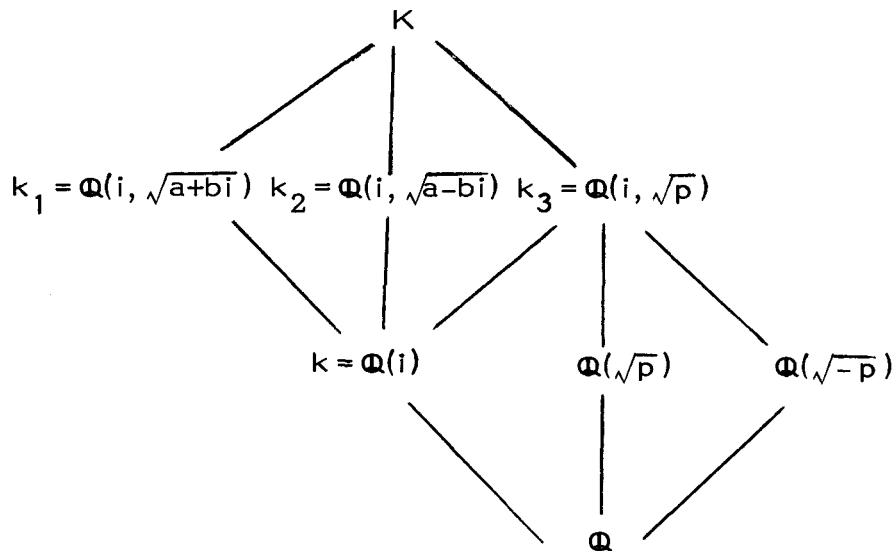 K
k₁ = ℚ(i, √a+bi) k₂ = ℚ(i, √a-bi) k₃ = ℚ(i, √p)
k = ℚ(i) ℚ(√p) ℚ(√-p)
ℚ